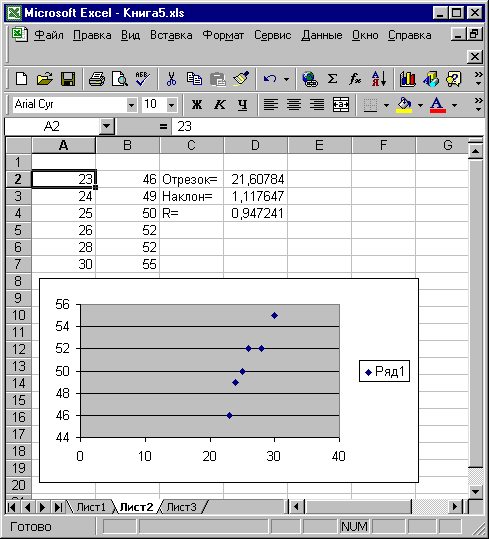 Microsoft Excel - Книга5.xls
Файл Правка Вид Вставка Формат Сервис Данные Окно Справка
Arial Cyr 10 Ж К Ч
A2 = 23
A B C D E F G
1
2 23 46 Отрезок= 21,60784
3 24 49 Наклон= 1,117647
4 25 50 R= 0,947241
5 26 52
6 28 52
7 30 55
8
9
10
11
12
13
14
15
16
17
18
19
20
56
54
52
50
48
46
44
0 10 20 30 40
Ряд1
Лист1 Лист2 Лист3
Готово NUM